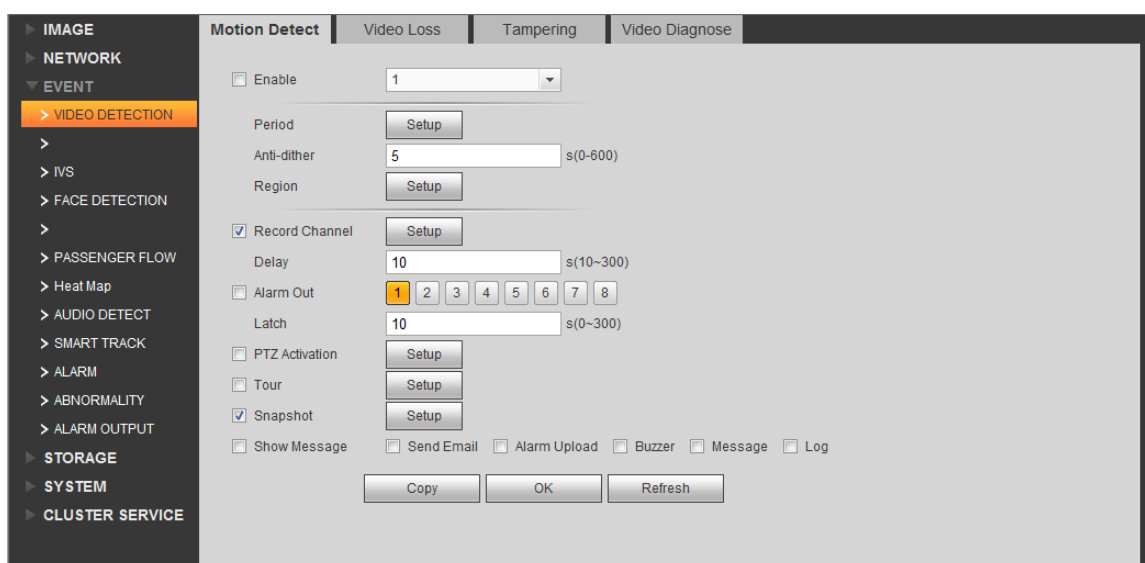 IMAGE
NETWORK
EVENT
> VIDEO DETECTION
>
> IVS
> FACE DETECTION
>
> PASSENGER FLOW
> Heat Map
> AUDIO DETECT
> SMART TRACK
> ALARM
> ABNORMALITY
> ALARM OUTPUT
STORAGE
SYSTEM
CLUSTER SERVICE
Motion Detect Video Loss Tampering Video Diagnose
Enable 1
Period Setup
Anti-dither 5 s(0-600)
Region Setup
Record Channel Setup
Delay 10 s(10~300)
Alarm Out 1 2 3 4 5 6 7 8
Latch 10 s(0~300)
PTZ Activation Setup
Tour Setup
Snapshot Setup
Show Message Send Email Alarm Upload Buzzer Message Log
Copy OK Refresh